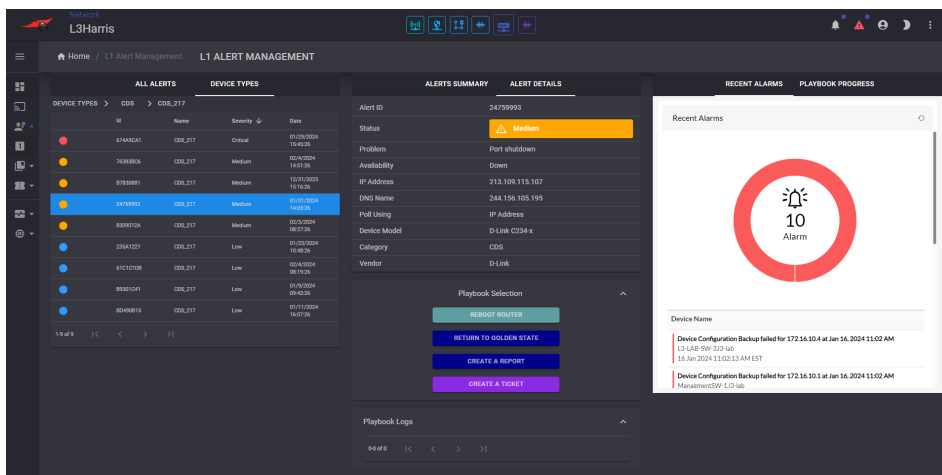 Network
L3Harris
Home / L1 Alert Management L1 ALERT MANAGEMENT
ALL ALERTS DEVICE TYPES
DEVICE TYPES > CDS > CDS_217
Id Name Severity Date
674A9CA1 CDS_217 Critical 01/29/2024 15:45:26
76383BC6 CDS_217 Medium 02/4/2024 14:51:26
B7830881 CDS_217 Medium 12/31/2023 15:16:26
24759993 CDS_217 Medium 01/31/2024 14:05:26
8309012A CDS_217 Medium 02/3/2024 08:27:26
235A1221 CDS_217 Low 01/23/2024 10:48:26
61C1C1DB CDS_217 Low 02/4/2024 08:19:26
B9301C41 CDS_217 Low 01/9/2024 09:43:26
8D490815 CDS_217 Low 01/11/2024 16:07:26
1-9 of 9
ALERTS SUMMARY ALERT DETAILS
Alert ID 24759993
Status Medium
Problem Port shutdown
Availability Down
IP Address 213.109.115.107
DNS Name 244.156.105.195
Poll Using IP Address
Device Model D-Link C234-x
Category CDS
Vendor D-Link
Playbook Selection
REBOOT ROUTER
RETURN TO GOLDEN STATE
CREATE A REPORT
CREATE A TICKET
Playbook Logs
0-0 of 0
RECENT ALARMS PLAYBOOK PROGRESS
Recent Alarms
10
Alarm
Device Name
Device Configuration Backup failed for 172.16.10.4 at Jan 16, 2024 11:02 AM
L3-LAB-SW-3.l3-lab
16 Jan 2024 11:02:13 AM EST
Device Configuration Backup failed for 172.16.10.1 at Jan 16, 2024 11:02 AM
ManagmentSW-1.l3-lab